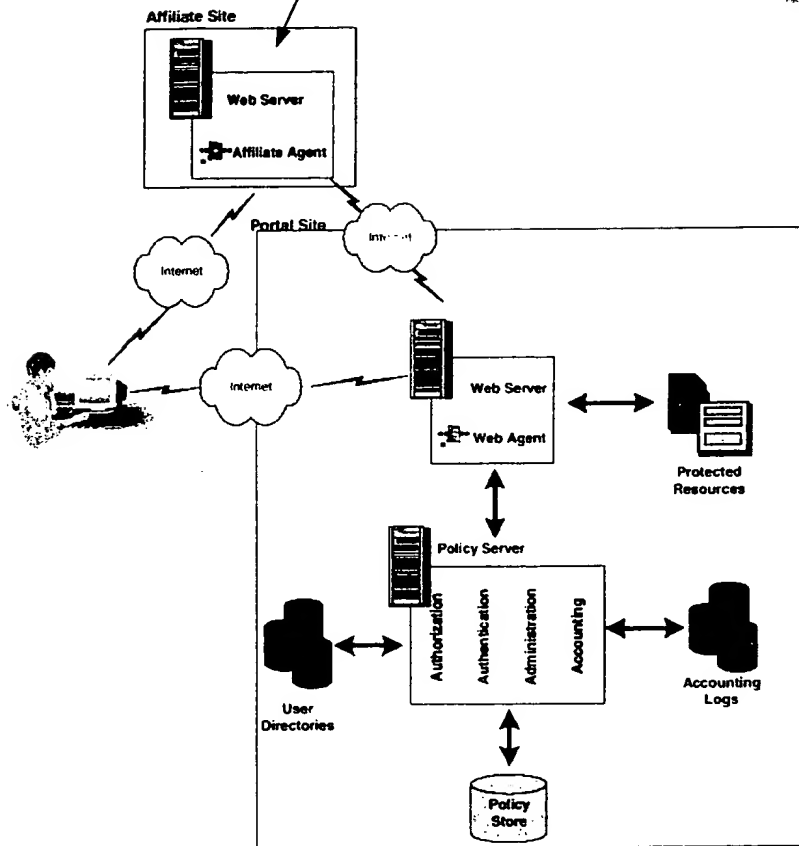 Affiliate Site
Web Server
Affiliate Agent
Portal Site
Internet
Internet
Internet
Web Server
Web Agent
Protected
Resources
Policy Server
Authorization
Authentication
Administration
Accounting
User
Directories
Accounting
Logs
Policy
Store